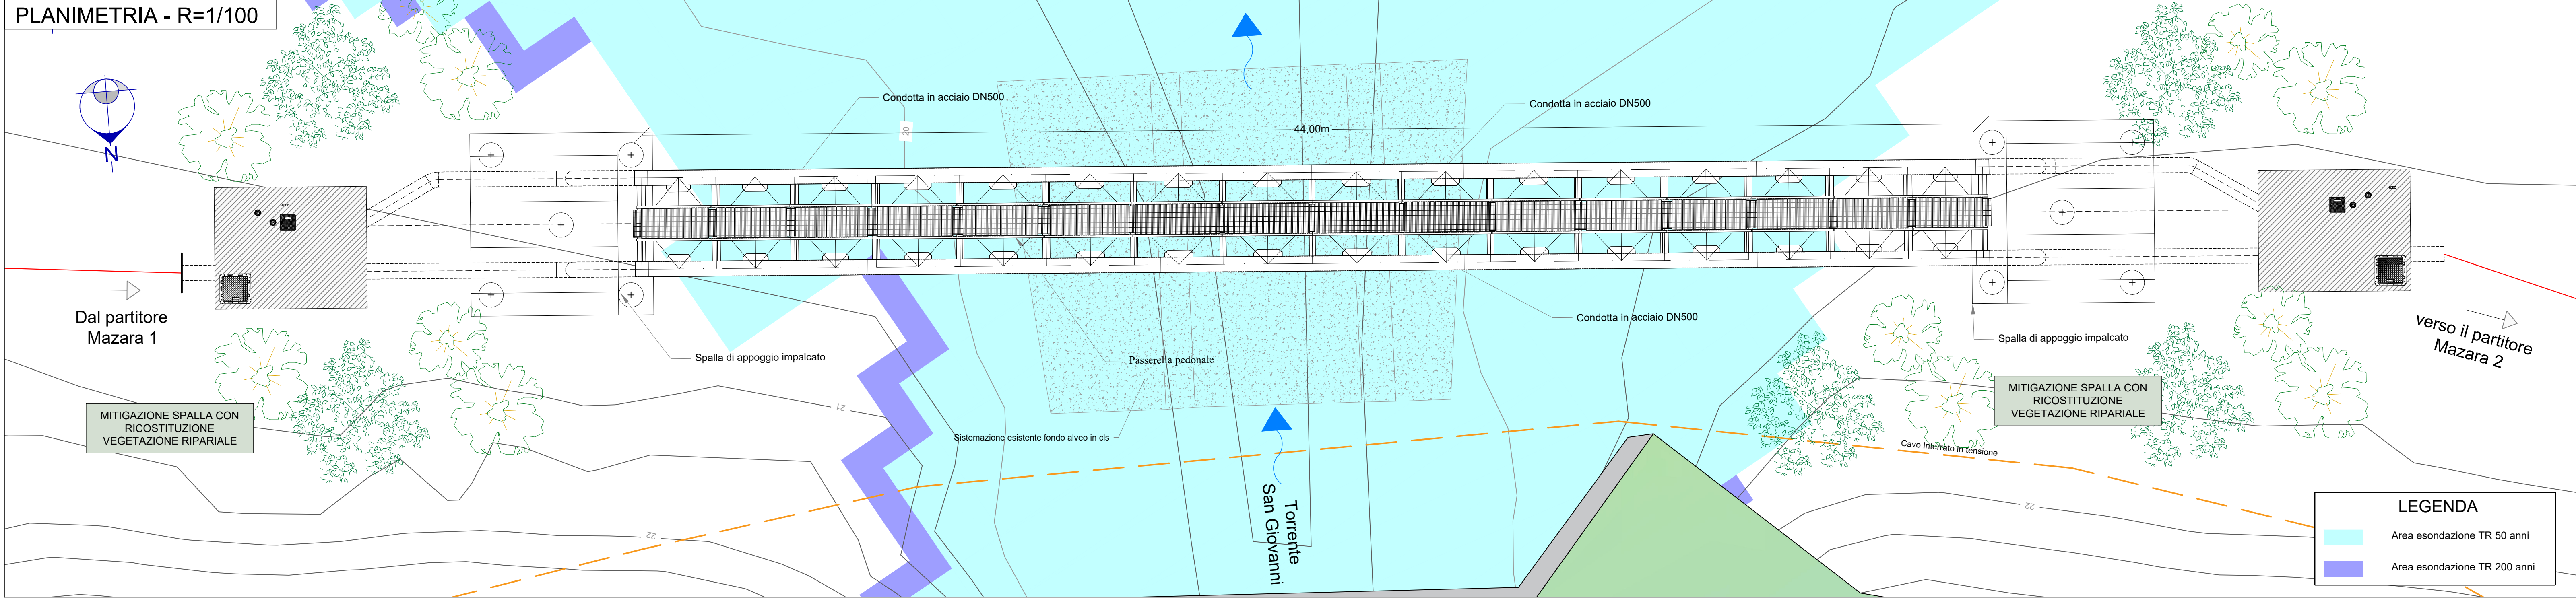 PLANIMETRIA - R=1/100
N
Condotta in acciaio DN500
20
44,00m
Condotta in acciaio DN500
Dal partitore
Mazara 1
Spalla di appoggio impalcato
Passerella pedonale
Condotta in acciaio DN500
Spalla di appoggio impalcato
verso il partitore
Mazara 2
MITIGAZIONE SPALLA CON
RICOSTITUZIONE
VEGETAZIONE RIPARIALE
21
Sistemazione esistente fondo alveo in cls
MITIGAZIONE SPALLA CON
RICOSTITUZIONE
VEGETAZIONE RIPARIALE
Cavo Interrato in tensione
22
Torrente
San Giovanni
22
LEGENDA
Area esondazione TR 50 anni
Area esondazione TR 200 anni